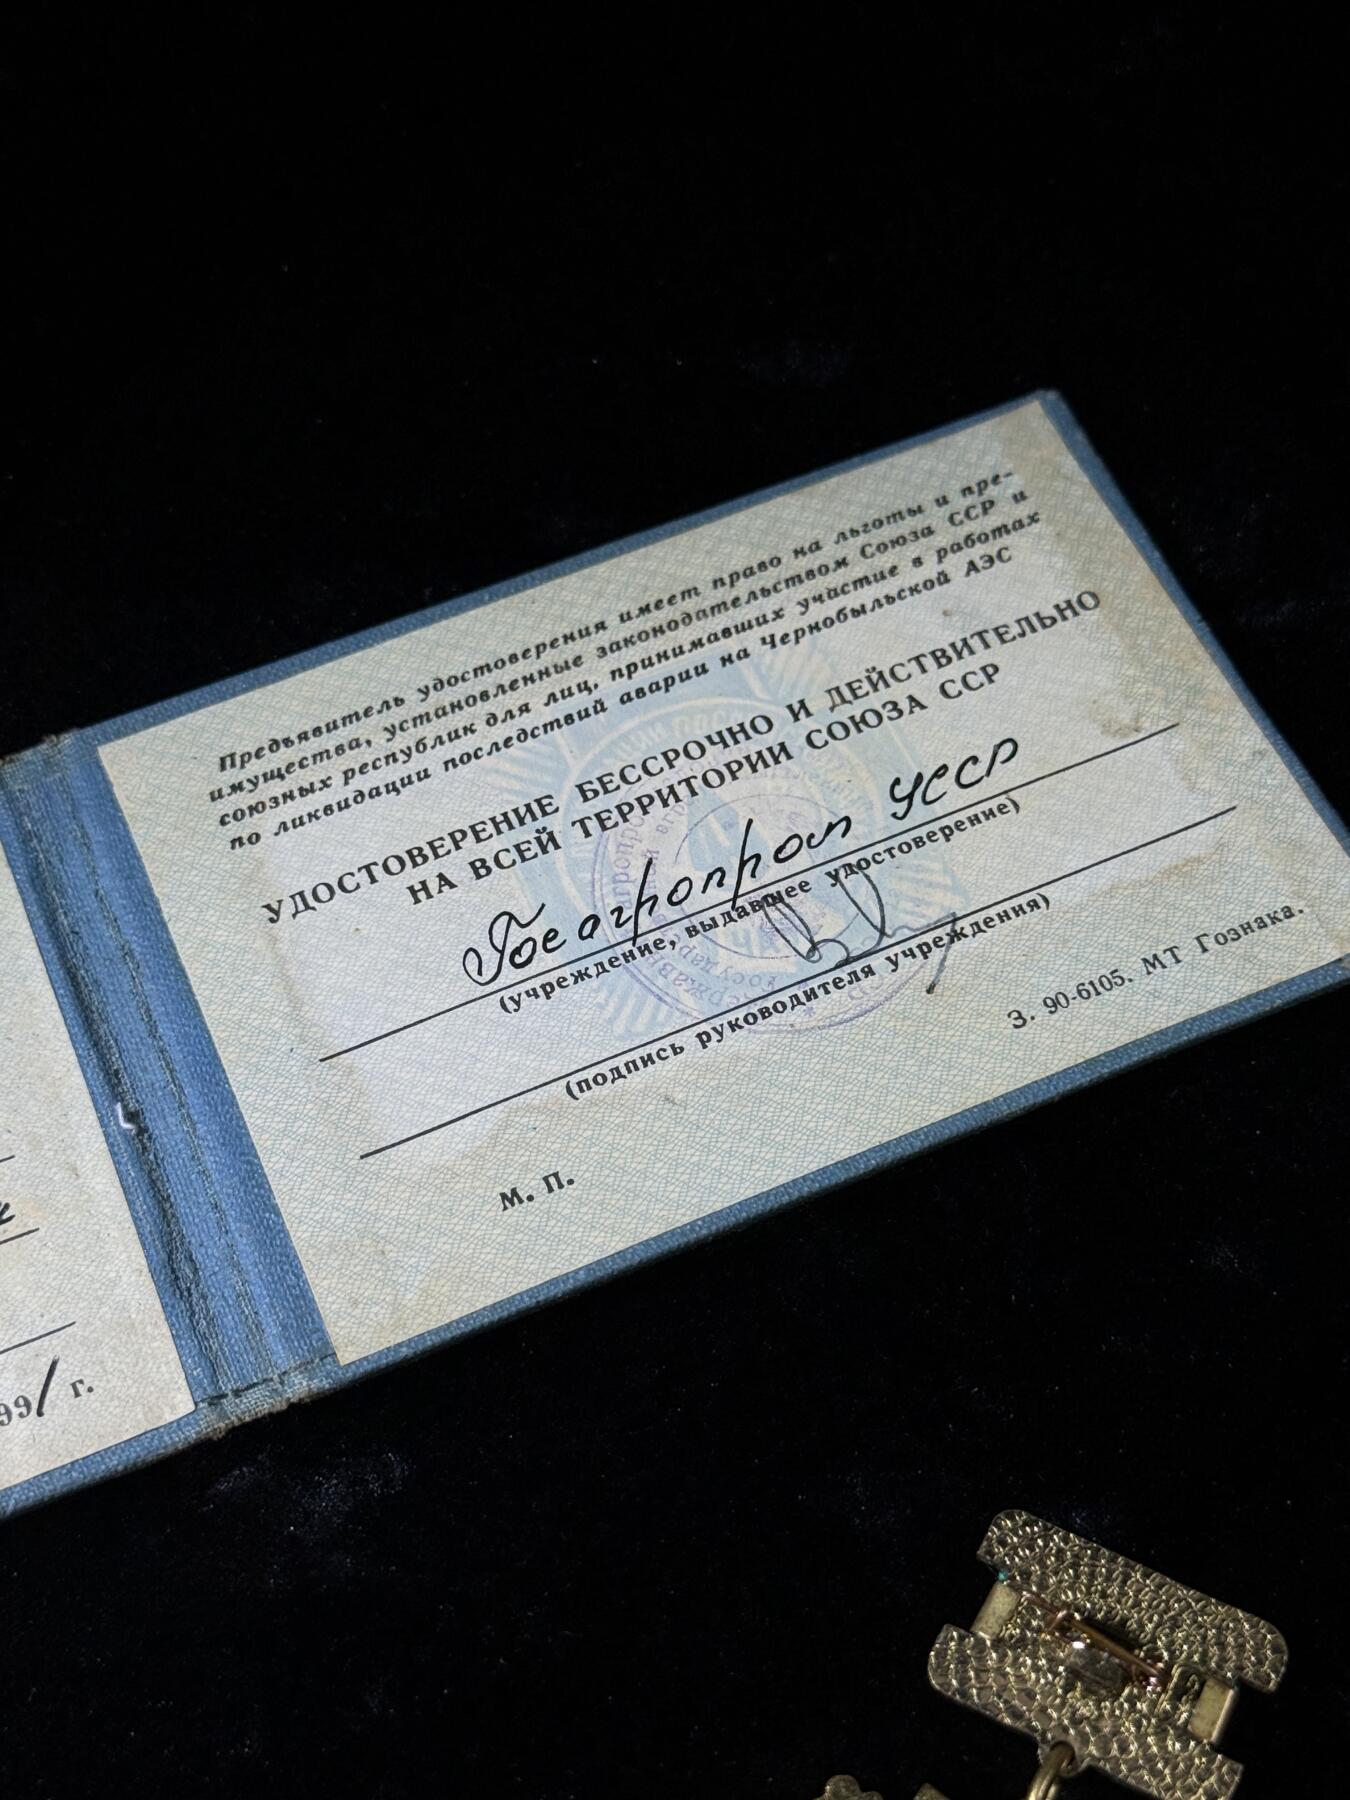 991 г.
Предъявитель удостоверения имеет право на льготы и пре-
имущества, установленные законодательством Союза ССР и
союзных республик для лиц, принимавших участие в работах
по ликвидации последствий аварии на Чернобыльской АЭС
УДОСТОВЕРЕНИЕ БЕССРОЧНО И ДЕЙСТВИТЕЛЬНО
НА ВСЕЙ ТЕРРИТОРИИ СОЮЗА ССР
Госагропром УССР
(учреждение, выдавшее удостоверение)
(подпись руководителя учреждения)
М. П.
З. 90-6105. МТ Гознака.